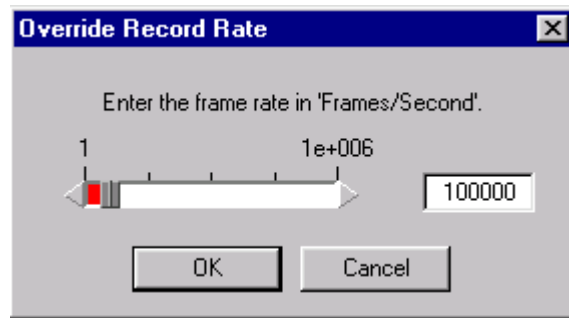 Override Record Rate
Enter the frame rate in 'Frames/Second'.
1 1e+006
100000
OK Cancel